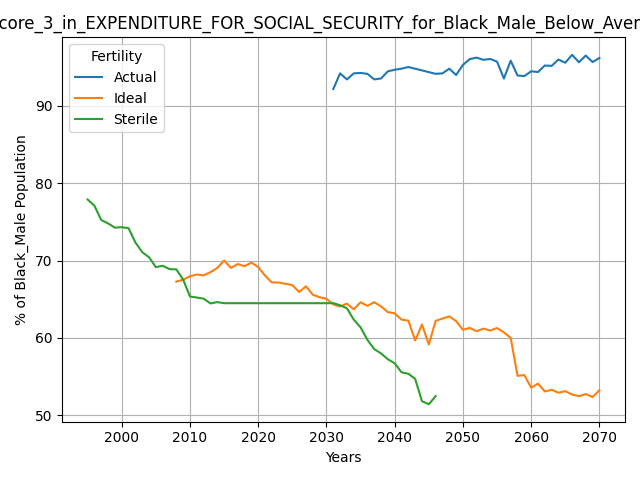 core_3_in_EXPENDITURE_FOR_SOCIAL_SECURITY_for_Black_Male_Below_Aver
Fertility
Actual
Ideal
Sterile
% of Black_Male Population
90
80
70
60
50
2000 2010 2020 2030 2040 2050 2060 2070
Years